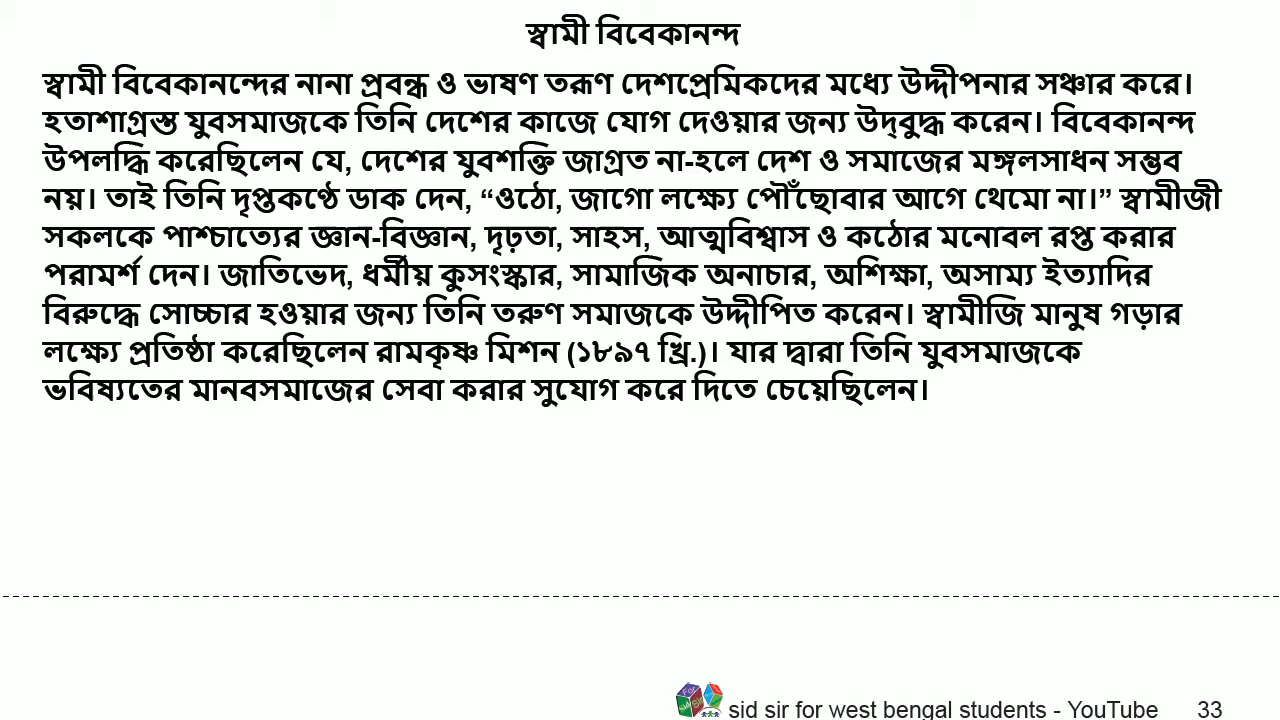 স্বামী বিবেকানন্দ
স্বামী বিবেকানন্দের নানা প্রবন্ধ ও ভাষণ তরূণ দেশপ্রেমিকদের মধ্যে উদ্দীপনার সঞ্চার করে।
হতাশাগ্রস্ত যুবসমাজকে তিনি দেশের কাজে যোগ দেওয়ার জন্য উদ্‌বুদ্ধ করেন। বিবেকানন্দ
উপলদ্ধি করেছিলেন যে, দেশের যুবশক্তি জাগ্রত না-হলে দেশ ও সমাজের মঙ্গলসাধন সম্ভব
নয়। তাই তিনি দৃপ্তকণ্ঠে ডাক দেন, “ওঠো, জাগো লক্ষ্যে পৌঁছোবার আগে থেমো না।” স্বামীজী
সকলকে পাশ্চাত্যের জ্ঞান-বিজ্ঞান, দৃঢ়তা, সাহস, আত্মবিশ্বাস ও কঠোর মনোবল রপ্ত করার
পরামর্শ দেন। জাতিভেদ, ধর্মীয় কুসংস্কার, সামাজিক অনাচার, অশিক্ষা, অসাম্য ইত্যাদির
বিরুদ্ধে সোচ্চার হওয়ার জন্য তিনি তরুণ সমাজকে উদ্দীপিত করেন। স্বামীজি মানুষ গড়ার
লক্ষ্যে প্রতিষ্ঠা করেছিলেন রামকৃষ্ণ মিশন (১৮৯৭ খ্রি.)। যার দ্বারা তিনি যুবসমাজকে
ভবিষ্যতের মানবসমাজের সেবা করার সুযোগ করে দিতে চেয়েছিলেন।
sid sir for west bengal students - YouTube 33